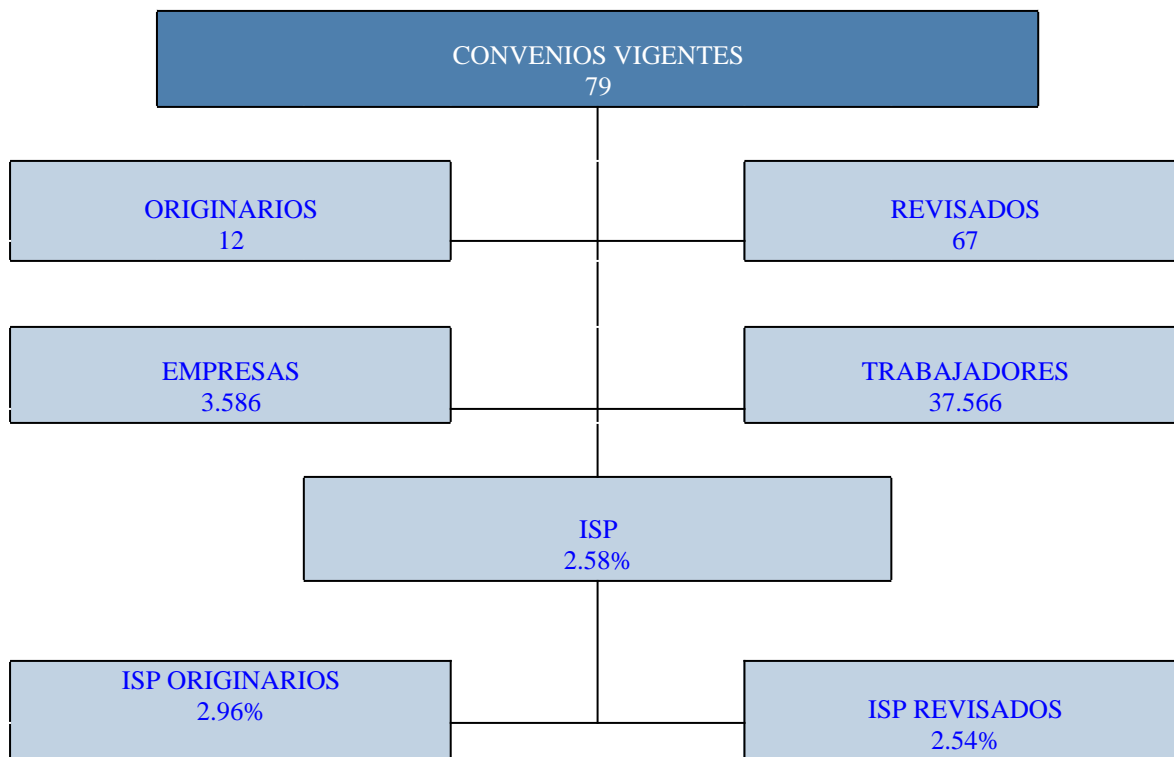 CONVENIOS VIGENTES
79
ORIGINARIOS
12
REVISADOS
67
EMPRESAS
3.586
TRABAJADORES
37.566
ISP
2.58%
ISP ORIGINARIOS
2.96%
ISP REVISADOS
2.54%